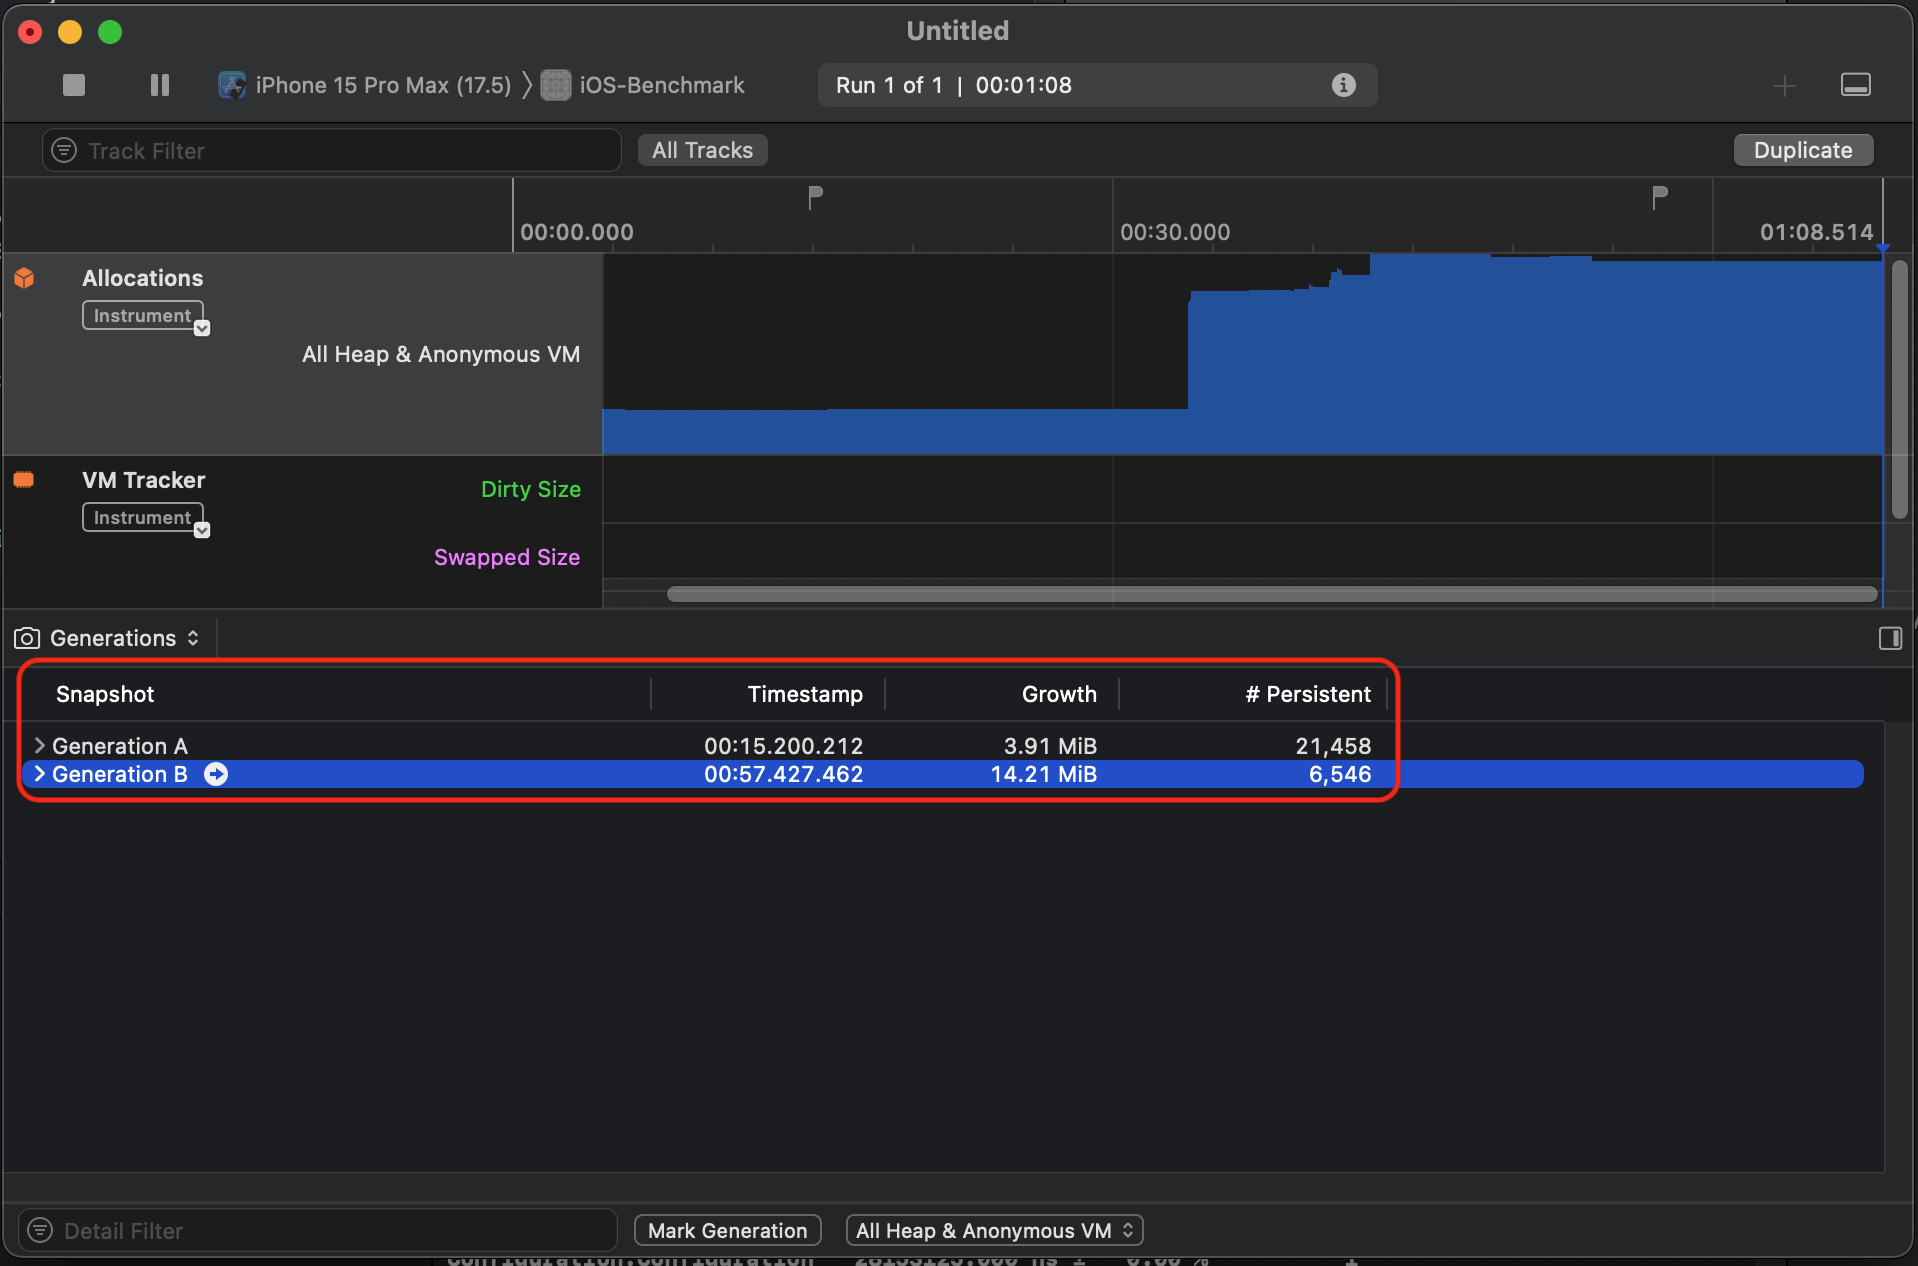 Untitled
iPhone 15 Pro Max (17.5) iOS-Benchmark
Run 1 of 1 | 00:01:08
Track Filter
All Tracks
Duplicate
00:00.000 00:30.000 01:08.514
Allocations
Instrument
All Heap & Anonymous VM
VM Tracker
Instrument
Dirty Size
Swapped Size
Generations
Snapshot Timestamp Growth # Persistent
Generation A 00:15.200.212 3.91 MiB 21,458
Generation B 00:57.427.462 14.21 MiB 6,546
Detail Filter
Mark Generation
All Heap & Anonymous VM